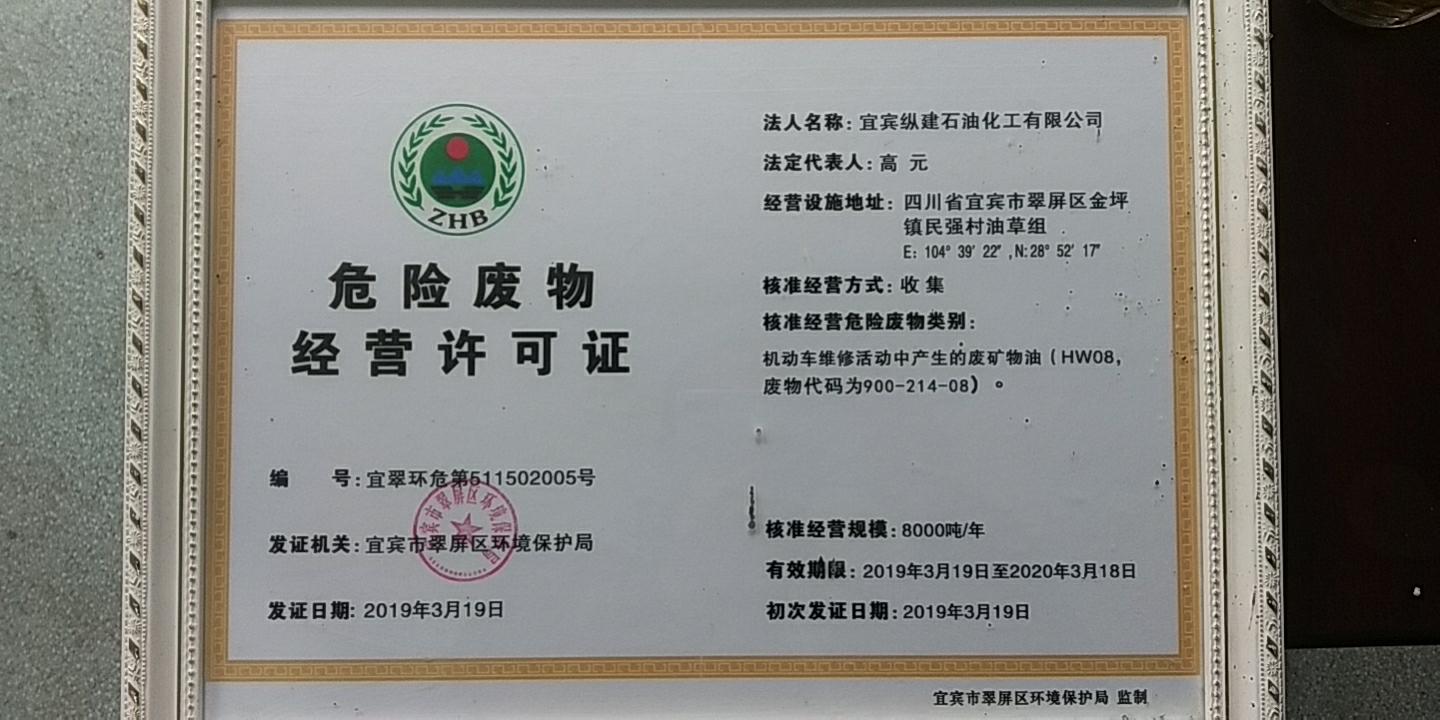 ZHB
危险废物
经营许可证
编 号:宜翠环危第511502005号
发证机关:宜宾市翠屏区环境保护局
发证日期:2019年3月19日
法人名称:宜宾纵建石油化工有限公司
法定代表人:高 元
经营设施地址:四川省宜宾市翠屏区金坪
镇民强村油草组
E: 104° 39′ 22″ ,N:28° 52′ 17″
核准经营方式:收集
核准经营危险废物类别:
机动车维修活动中产生的废矿物油(HW08,
废物代码为900-214-08)。
核准经营规模:8000吨/年
有效期限:2019年3月19日至2020年3月18日
初次发证日期:2019年3月19日
宜宾市翠屏区环境保护局 监制